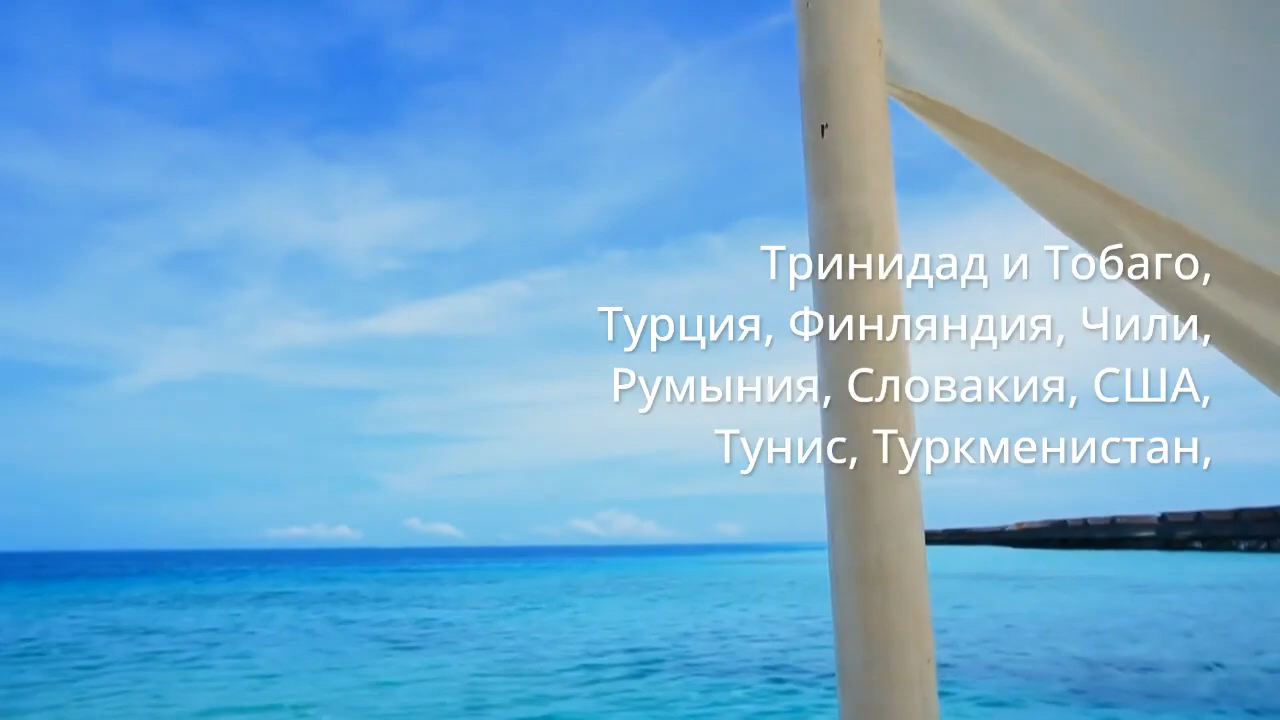 Тринидад и Тобаго,
Турция, Финляндия, Чили,
Румыния, Словакия, США,
Тунис, Туркменистан,